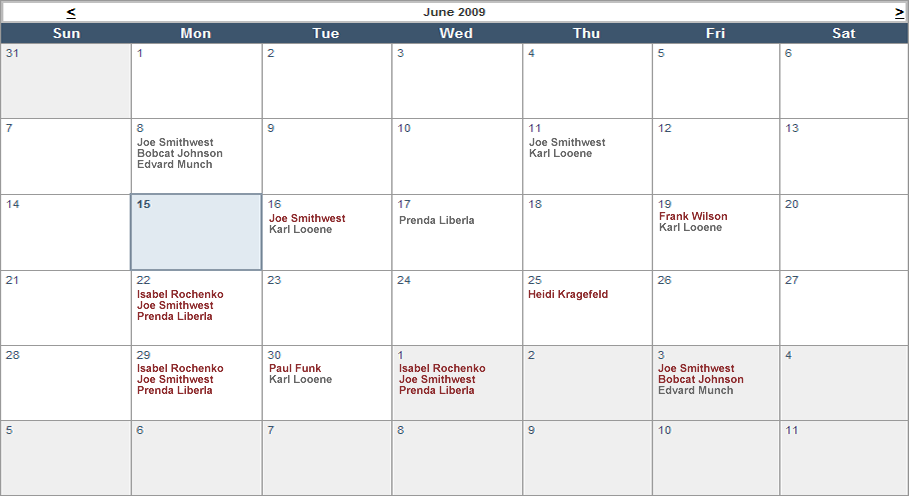 < June 2009 >
Sun Mon Tue Wed Thu Fri Sat
31 1 2 3 4 5 6
7 8 9 10 11 12 13
Joe Smithwest Joe Smithwest
Bobcat Johnson Karl Looene
Edvard Munch
14 15 16 17 18 19 20
Joe Smithwest Prenda Liberla Frank Wilson
Karl Looene Karl Looene
21 22 23 24 25 26 27
Isabel Rochenko Heidi Kragefeld
Joe Smithwest
Prenda Liberla
28 29 30 1 2 3 4
Isabel Rochenko Paul Funk Isabel Rochenko Joe Smithwest
Joe Smithwest Karl Looene Joe Smithwest Bobcat Johnson
Prenda Liberla Prenda Liberla Edvard Munch
5 6 7 8 9 10 11